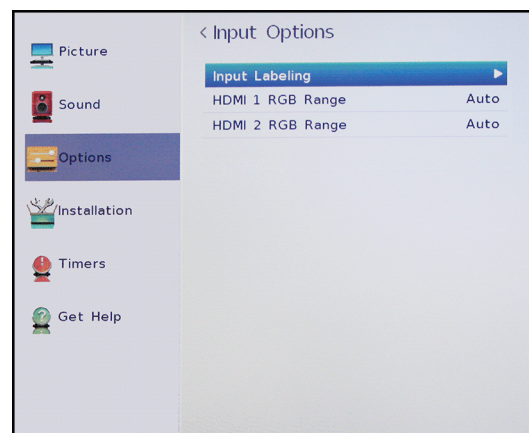 Picture
Sound
Options
Installation
Timers
Get Help
< Input Options
Input Labeling
HDMI 1 RGB Range Auto
HDMI 2 RGB Range Auto